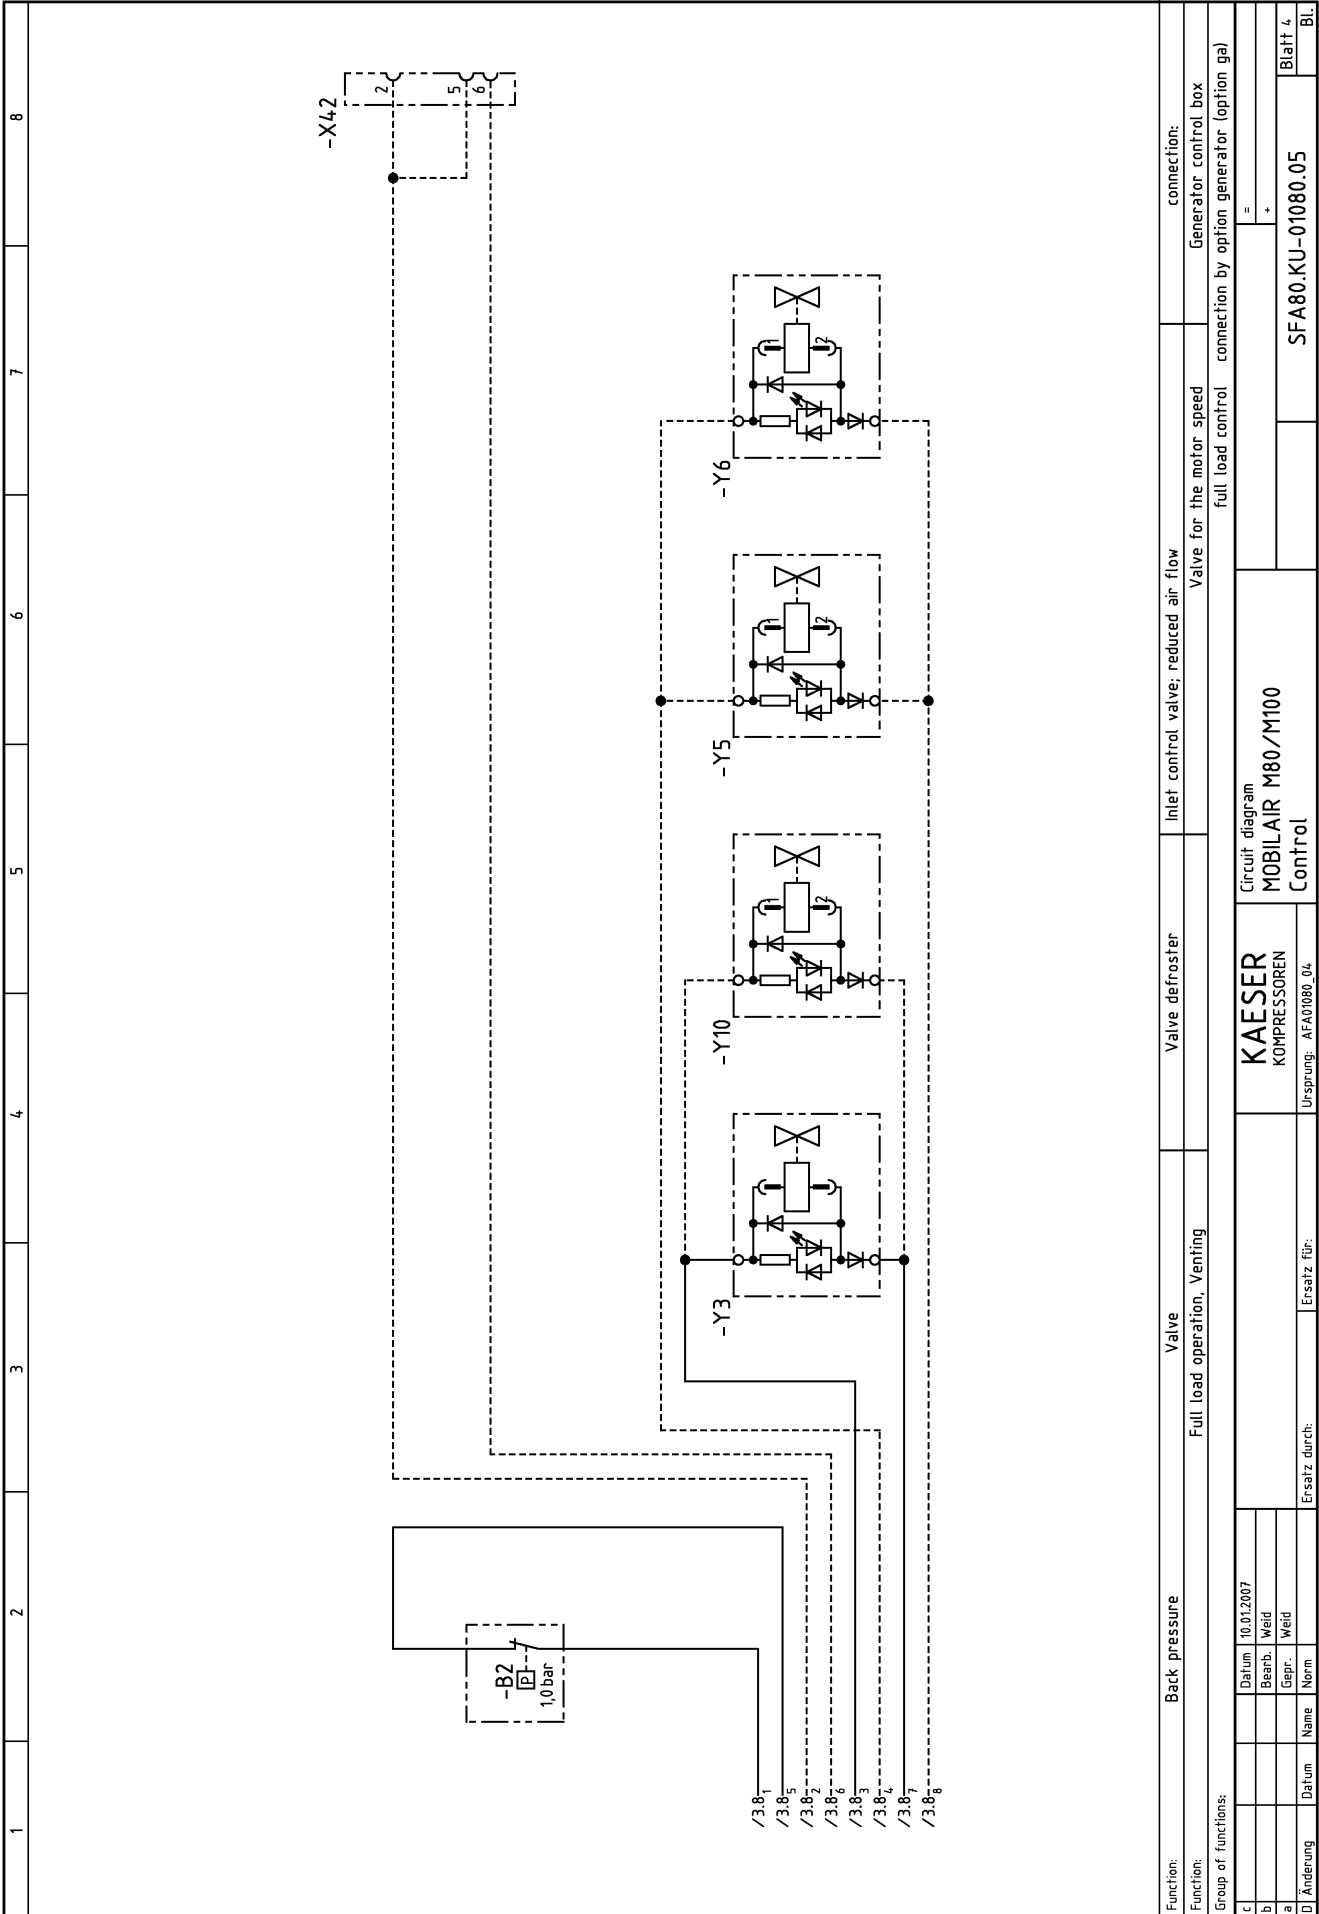 1
2
3
4
5
6
7
8
-X42
2
5
6
-B2
P
1,0 bar
-Y3
-Y10
1
2
-Y5
1
2
-Y6
1
2
/3.8 1
/3.8 5
/3.8 2
/3.8 6
/3.8 3
/3.8 4
/3.8 7
/3.8 8
Function: Back pressure Valve Valve defroster Inlet control valve; reduced air flow connection:
Function: Full load operation, Venting Valve for the motor speed Generator control box
Group of functions: full load control connection by option generator (option ga)
c Datum 10.01.2007 KAESER Circuit diagram =
b Bearb. Weid KOMPRESSOREN MOBILAIR M80/M100 +
a Gepr. Weid Control SFA80.KU-01080.05 Blatt 4
D Änderung Datum Name Norm Ersatz durch: Ersatz für: Ursprung: AFA01080_04 Bl.